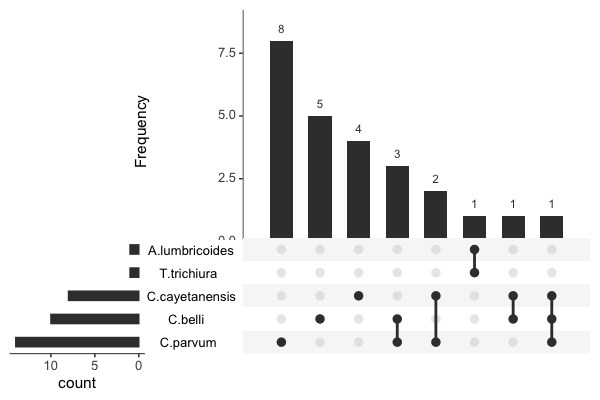 8
7.5
5
5.0
4
3
2.5
2
1
1
1
Frequency
0.0
A.lumbricoides
T.trichiura
C.cayetanensis
C.belli
C.parvum
10
5
0
count